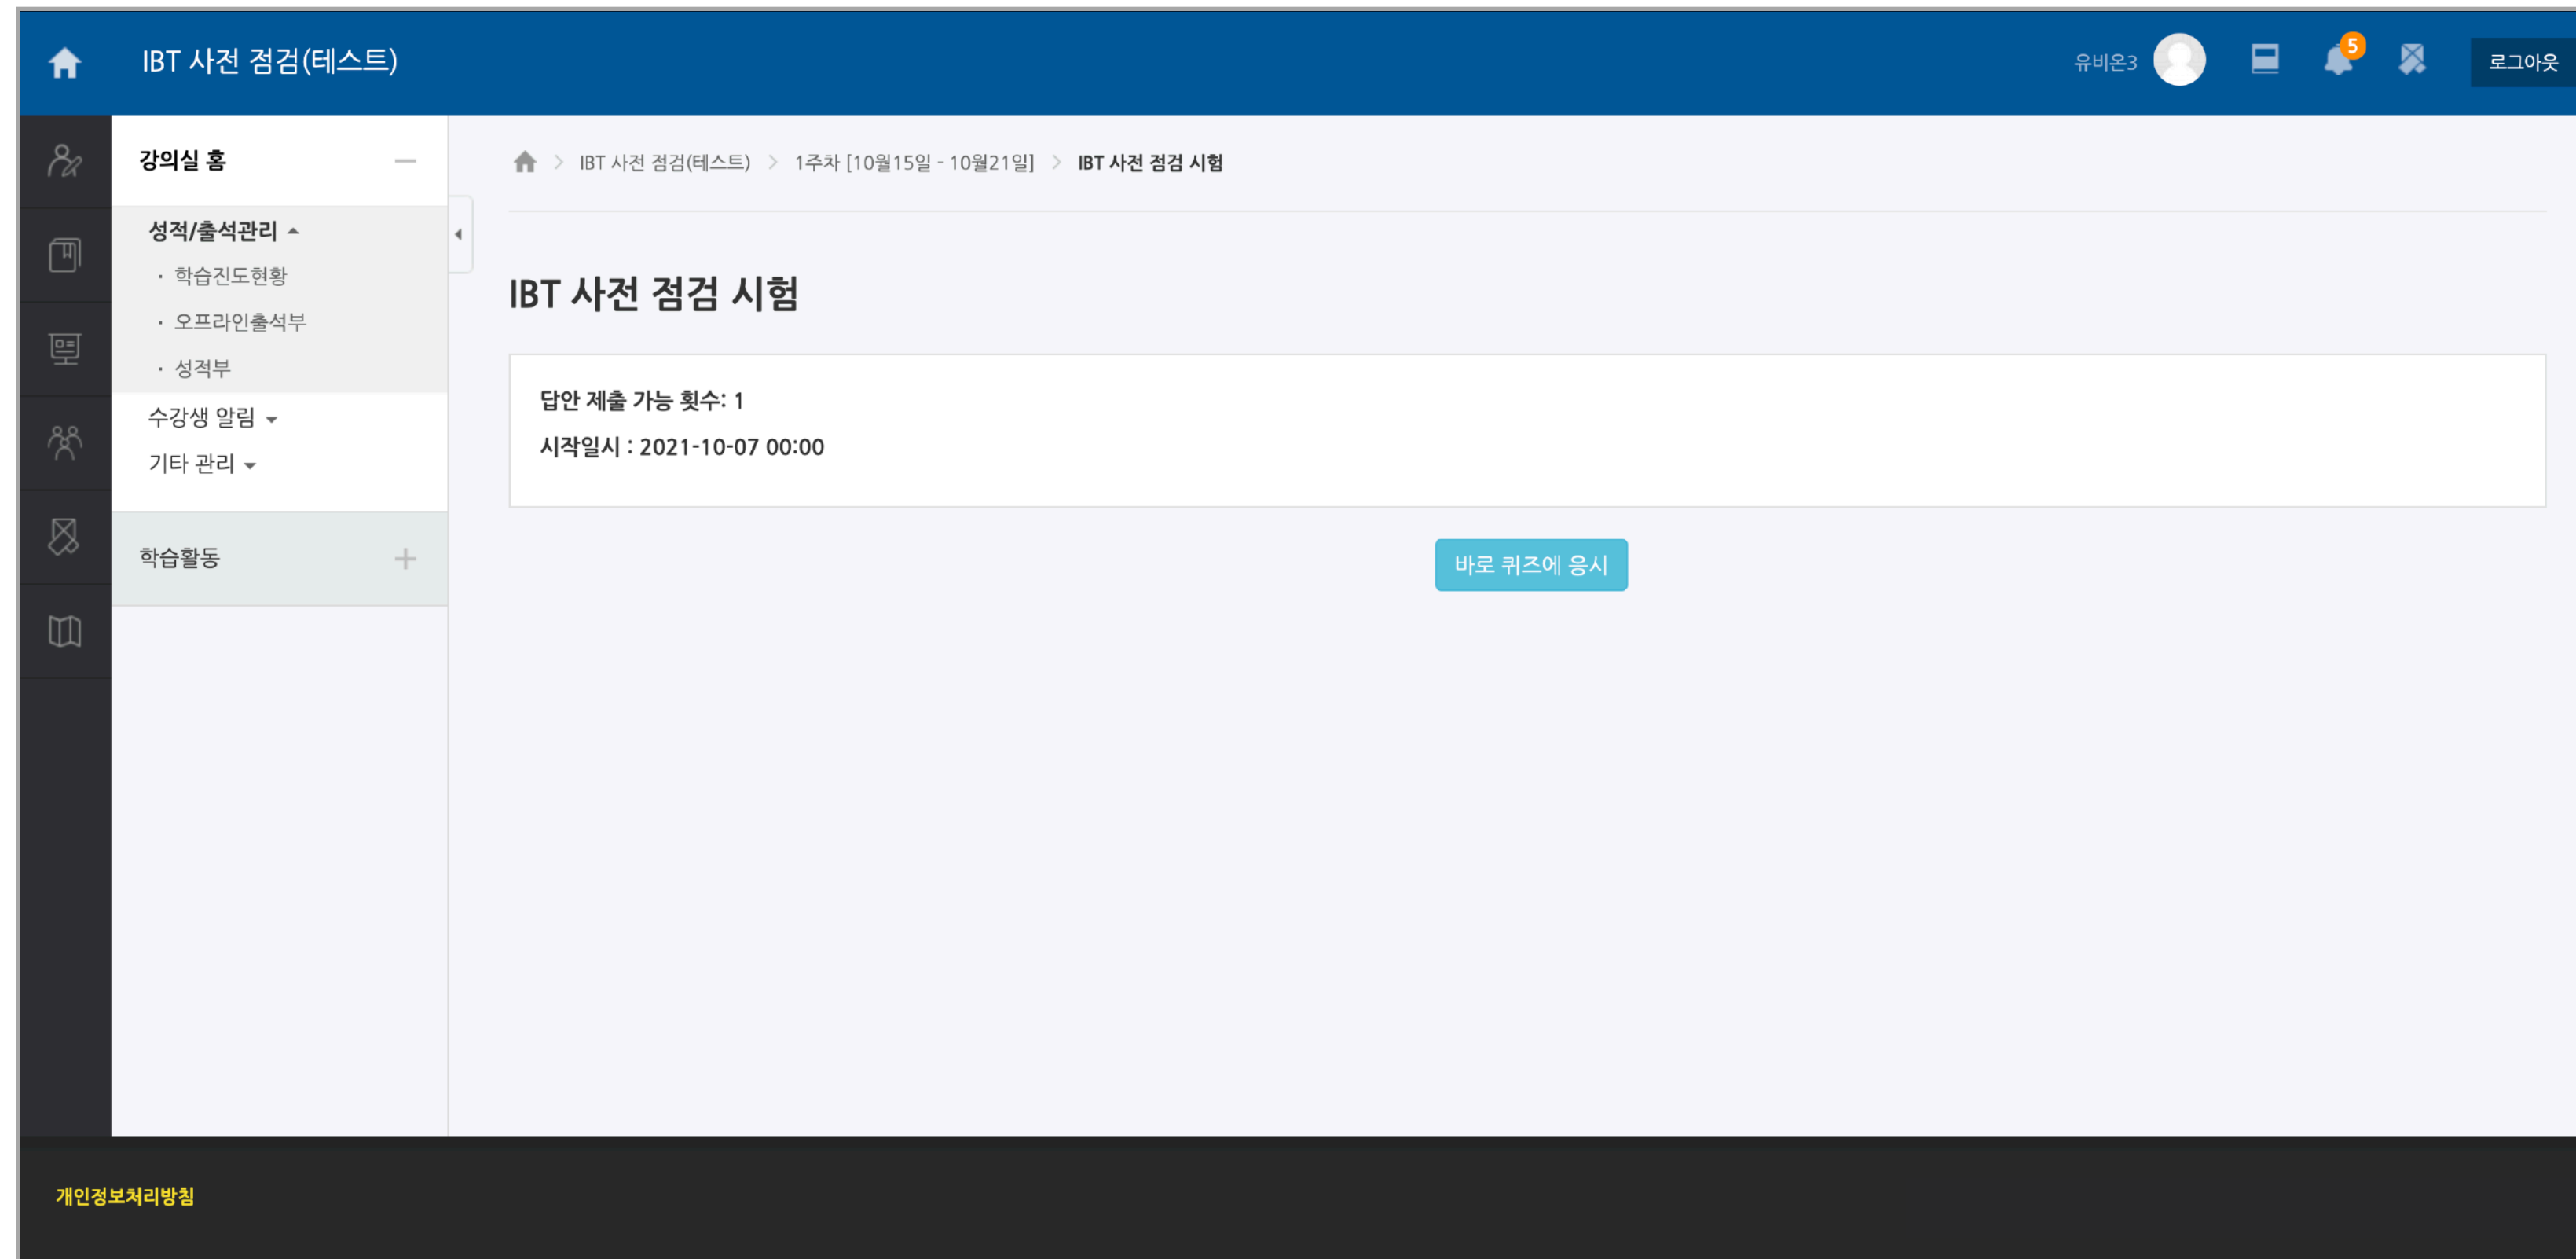 IBT 사전 점검(테스트)
유비온3
5
로그아웃
강의실 홈
성적/출석관리
· 학습진도현황
· 오프라인출석부
· 성적부
수강생 알림
기타 관리
학습활동
> IBT 사전 점검(테스트) > 1주차 [10월15일 - 10월21일] > IBT 사전 점검 시험
IBT 사전 점검 시험
답안 제출 가능 횟수: 1
시작일시 : 2021-10-07 00:00
바로 퀴즈에 응시
개인정보처리방침